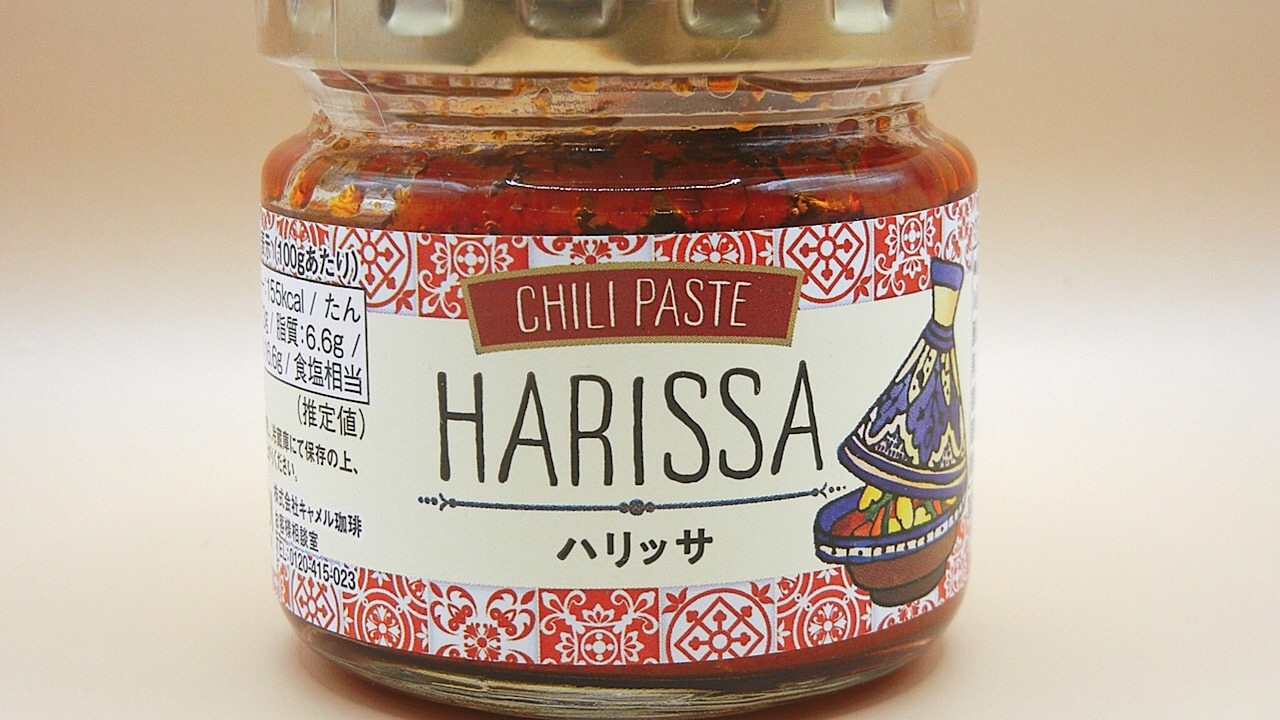 CHILI PASTE
HARISSA
ハリッサ
(100gあたり)
155kcal / たん
/ 脂質:6.6g /
6.6g / 食塩相当
(推定値)
庫にて保存の上、
ください。
株式会社キャメル珈琲
お客様相談室
TEL:0120-415-023